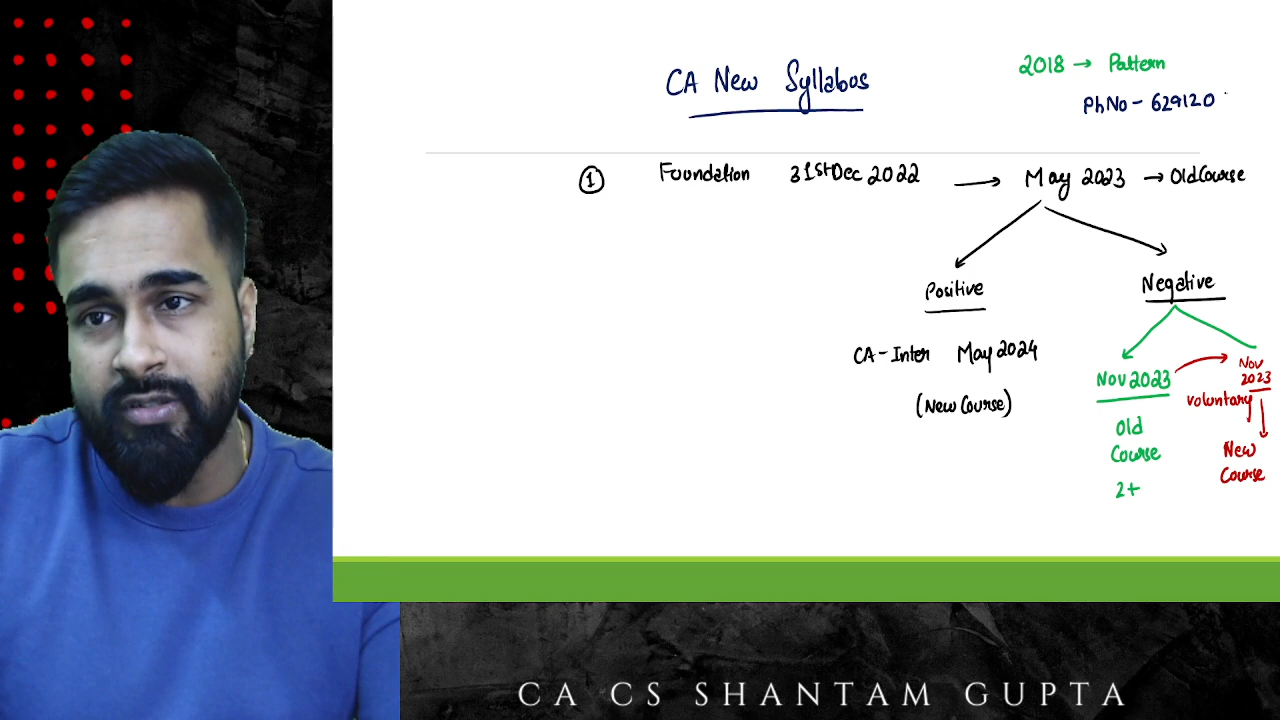 CA New Syllabos
2018 → Pattern
PhNo - 629120
1 Foundation 31st Dec 2022 → May 2023 → Old Course
Positive
Negative
CA-Inter May 2024
(New Course)
Nov 2023
Old
Course
2+
Nov
2023
voluntary
New
Course
CA CS SHANTAM GUPTA